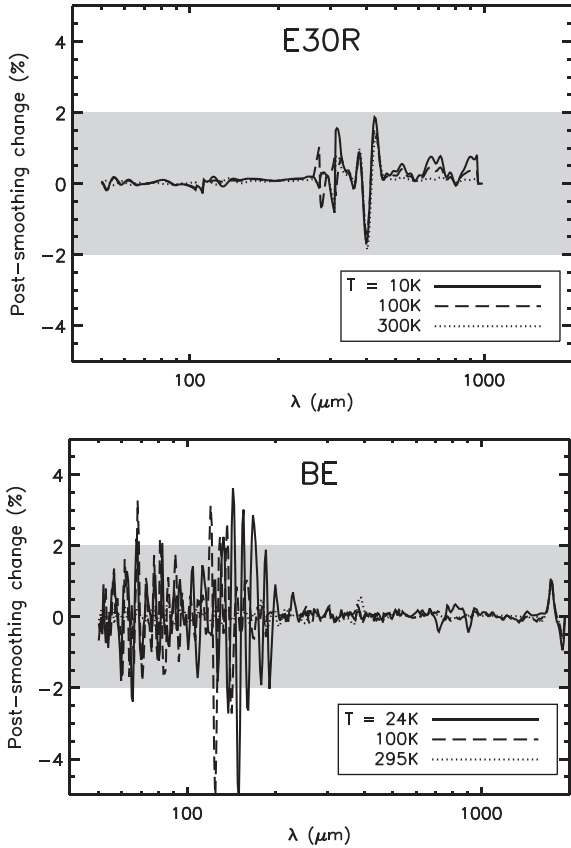 E30R
Post-smoothing change (%)
4
2
0
-2
-4
T = 10K
100K
300K
100
1000
λ (μm)
BE
Post-smoothing change (%)
4
2
0
-2
-4
T = 24K
100K
295K
100
1000
λ (μm)